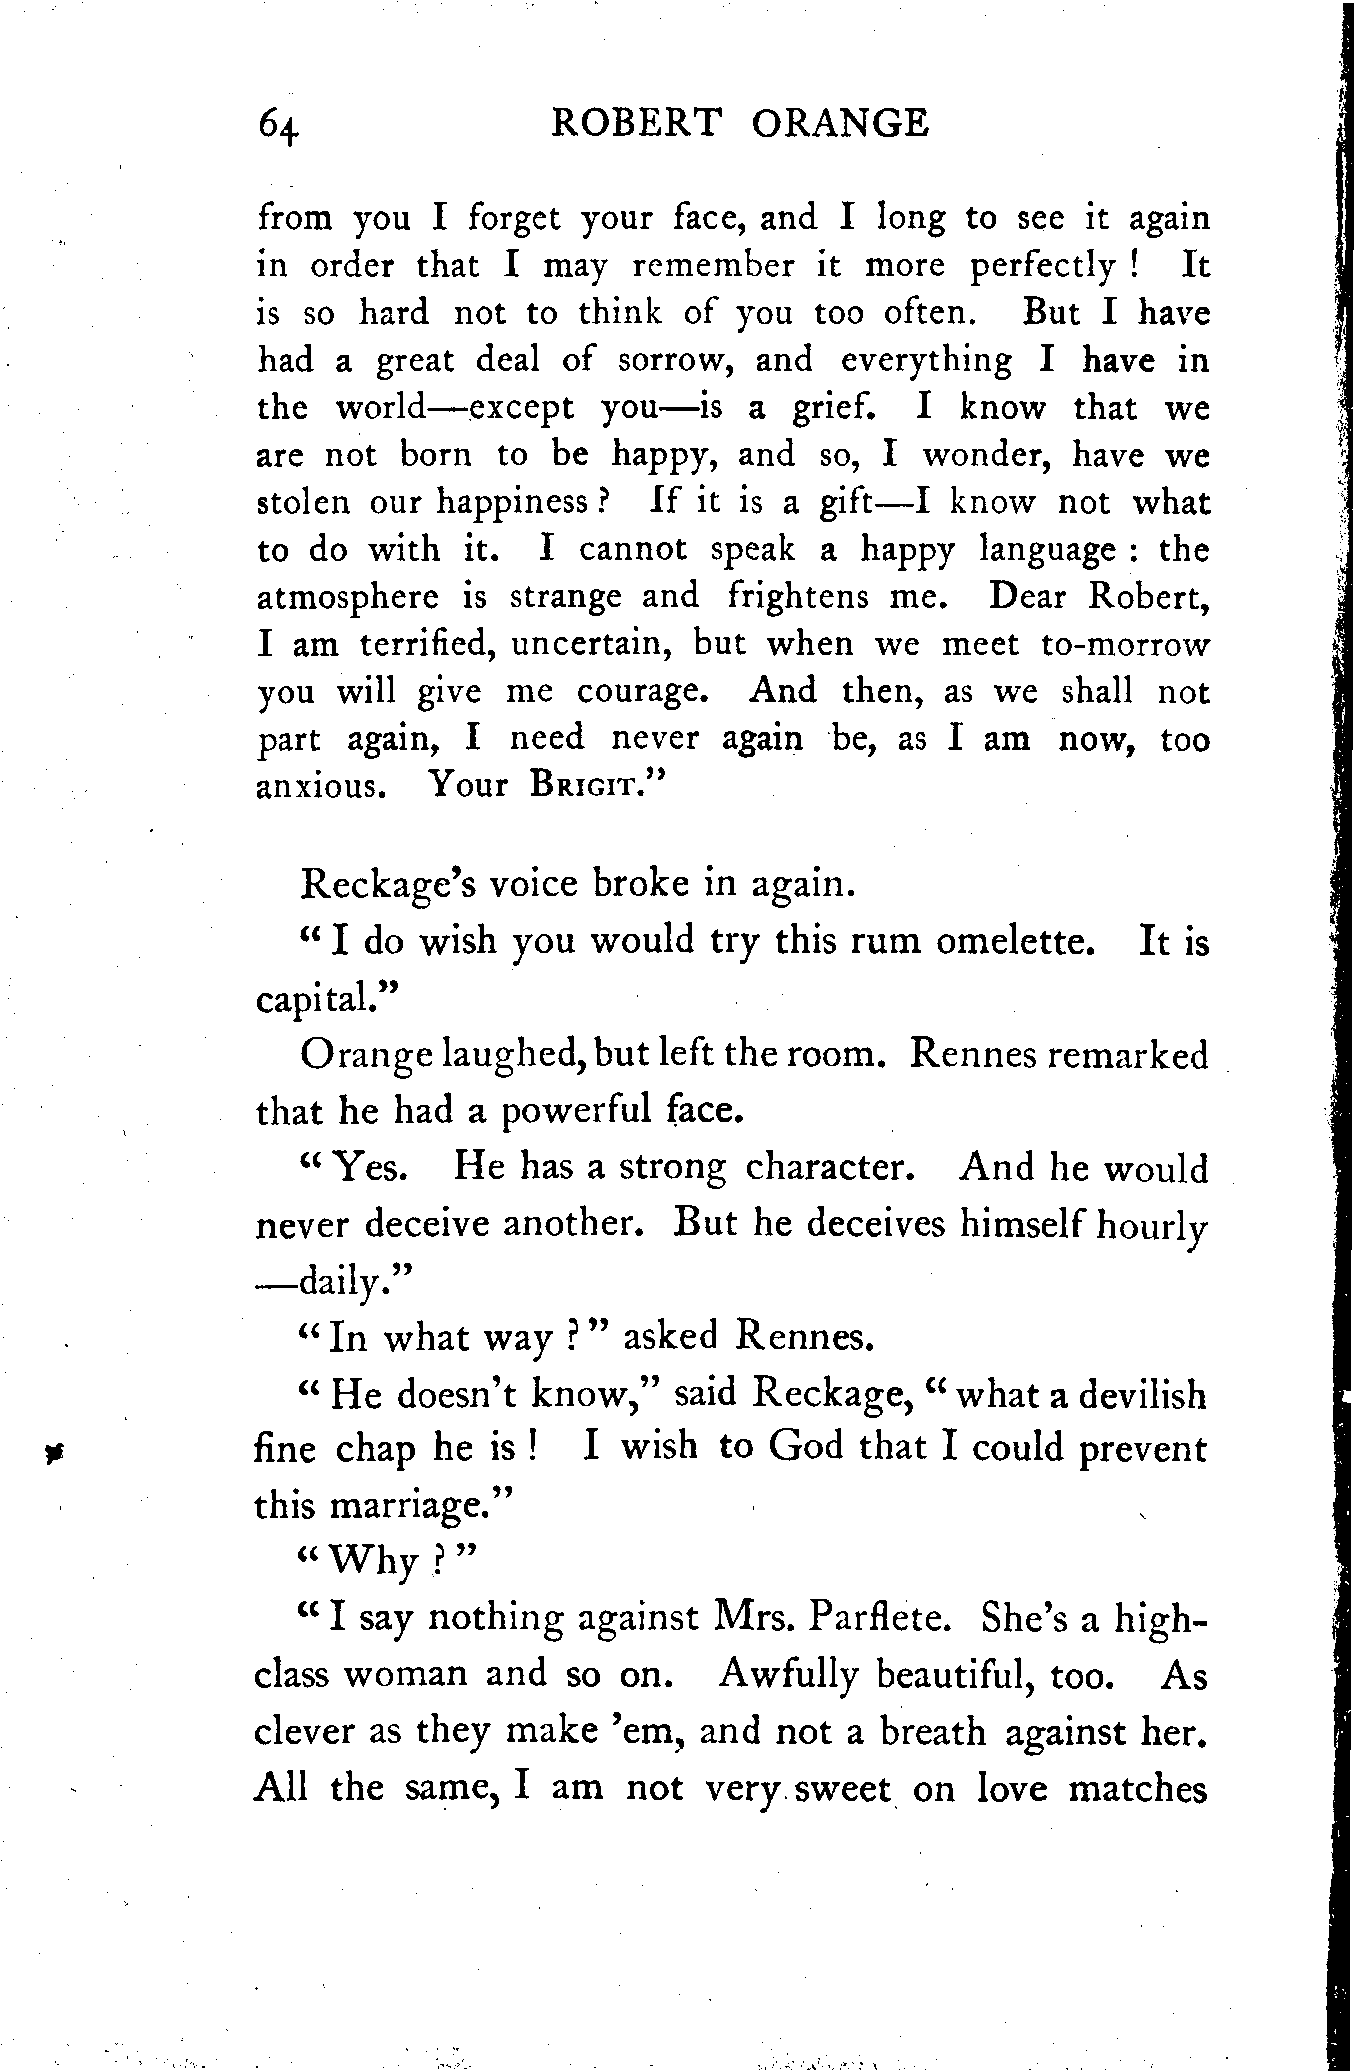 64 ROBERT ORANGE
from you I forget your face, and I long to see it again
in order that I may remember it more perfectly ! It
is so hard not to think of you too often. But I have
had a great deal of sorrow, and everything I have in
the world—except you—is a grief. I know that we
are not born to be happy, and so, I wonder, have we
stolen our happiness ? If it is a gift—I know not what
to do with it. I cannot speak a happy language : the
atmosphere is strange and frightens me. Dear Robert,
I am terrified, uncertain, but when we meet to-morrow
you will give me courage. And then, as we shall not
part again, I need never again be, as I am now, too
anxious. Your BRIGIT.”
Reckage’s voice broke in again.
“ I do wish you would try this rum omelette. It is
capital.”
Orange laughed, but left the room. Rennes remarked
that he had a powerful face.
“ Yes. He has a strong character. And he would
never deceive another. But he deceives himself hourly
—daily.”
“ In what way ? ” asked Rennes.
“ He doesn’t know,” said Reckage, “ what a devilish
fine chap he is ! I wish to God that I could prevent
this marriage.”
“ Why ? ”
“ I say nothing against Mrs. Parflete. She’s a high-
class woman and so on. Awfully beautiful, too. As
clever as they make ’em, and not a breath against her.
All the same, I am not very sweet on love matches